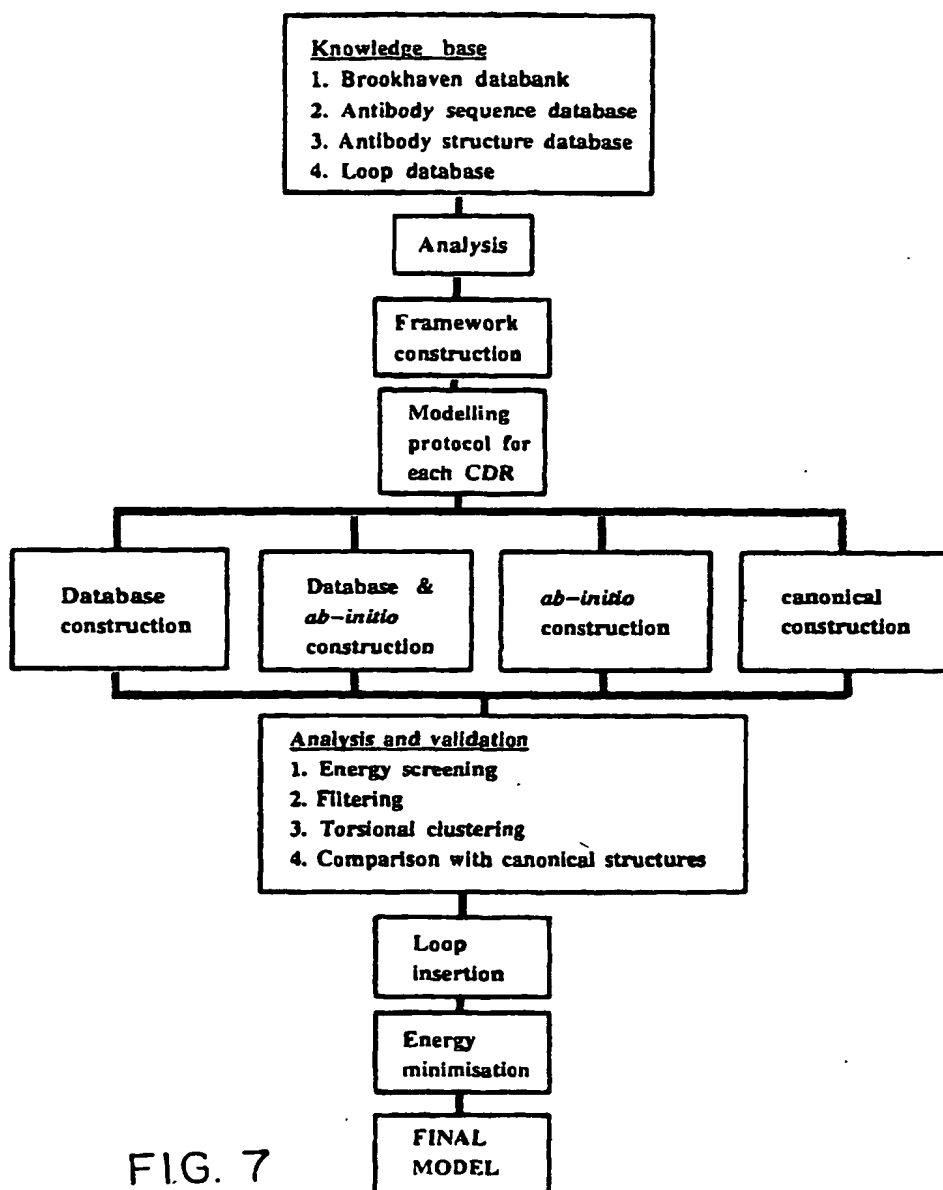 Knowledge base
1. Brookhaven databank
2. Antibody sequence database
3. Antibody structure database
4. Loop database
Analysis
Framework
construction
Modelling
protocol for
each CDR
Database
construction
Database &
ab-initio
construction
ab-initio
construction
canonical
construction
Analysis and validation
1. Energy screening
2. Filtering
3. Torsional clustering
4. Comparison with canonical structures
Loop
insertion
Energy
minimisation
FINAL
MODEL
FIG. 7